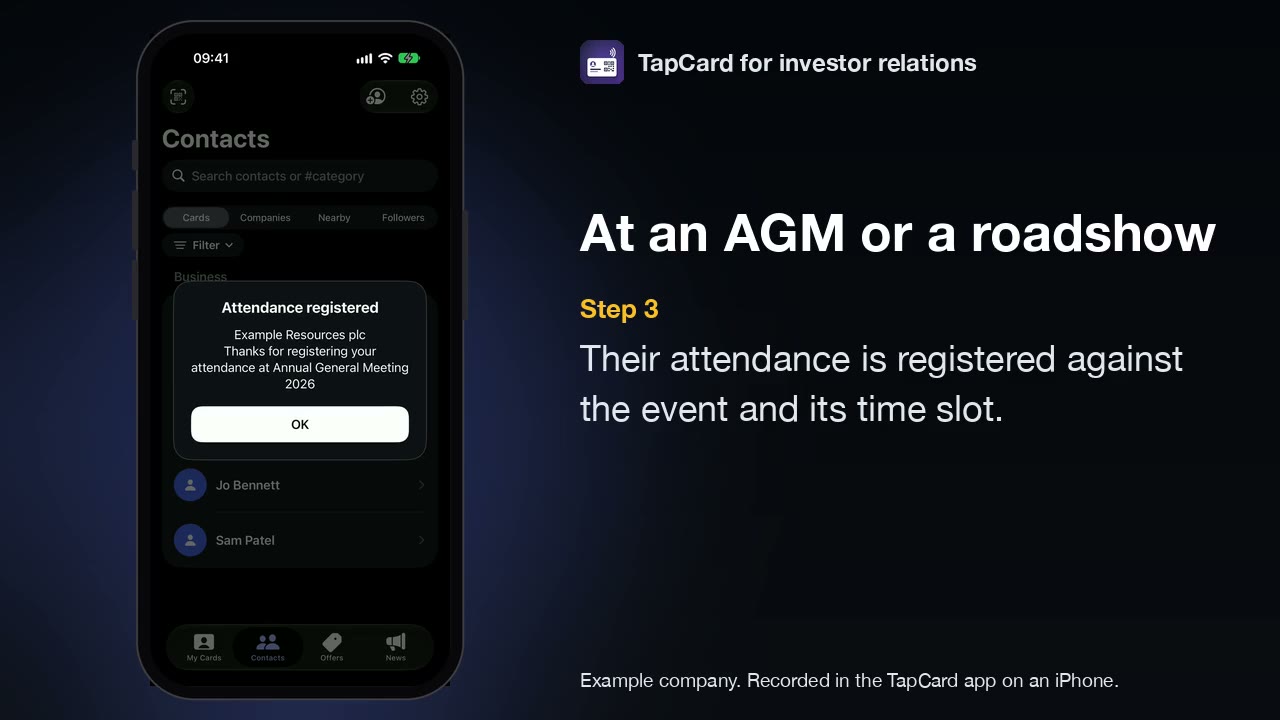 09:41
Contacts
Search contacts or #category
Cards Companies Nearby Followers
Filter
Business
Attendance registered
Example Resources plc
Thanks for registering your
attendance at Annual General Meeting
2026
OK
Jo Bennett
Sam Patel
My Cards Contacts Offers News
TapCard for investor relations
At an AGM or a roadshow
Step 3
Their attendance is registered against
the event and its time slot.
Example company. Recorded in the TapCard app on an iPhone.